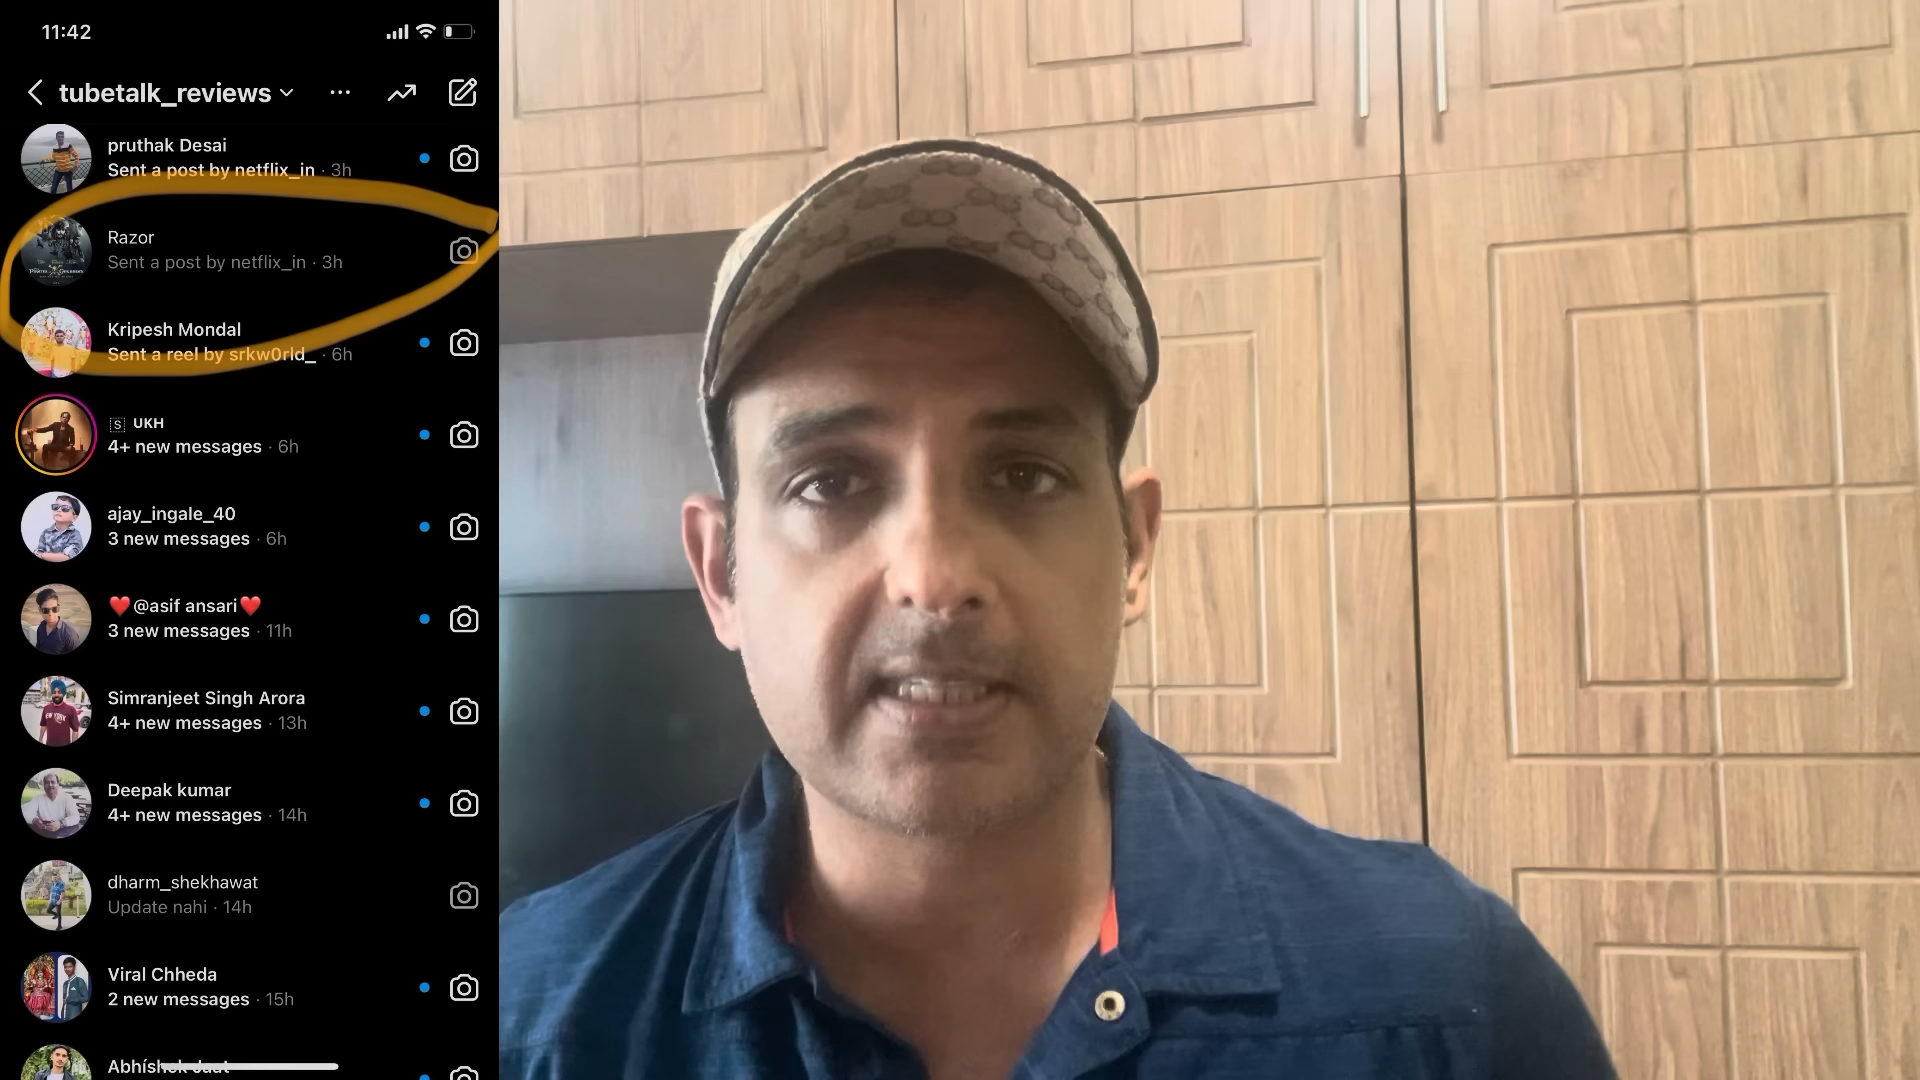 11:42
tubetalk_reviews
pruthak Desai
Sent a post by netflix_in · 3h
Razor
Sent a post by netflix_in · 3h
Kripesh Mondal
Sent a reel by srkw0rld_ · 6h
🅂 UKH
4+ new messages · 6h
ajay_ingale_40
3 new messages · 6h
❤️@asif ansari❤️
3 new messages · 11h
Simranjeet Singh Arora
4+ new messages · 13h
Deepak kumar
4+ new messages · 14h
dharm_shekhawat
Update nahi · 14h
Viral Chheda
2 new messages · 15h